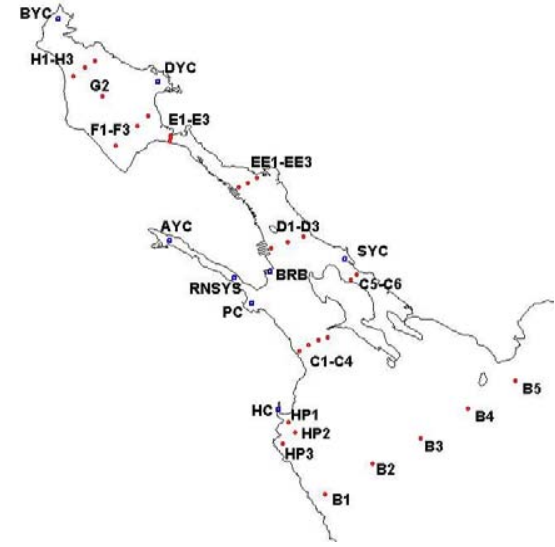 BYC
H1-H3
DYC
G2
F1-F3
E1-E3
EE1-EE3
AYC
D1-D3
SYC
BRB
RNSYS
C5-C6
PC
C1-C4
B5
HC
HP1
B4
HP2
B3
HP3
B2
B1